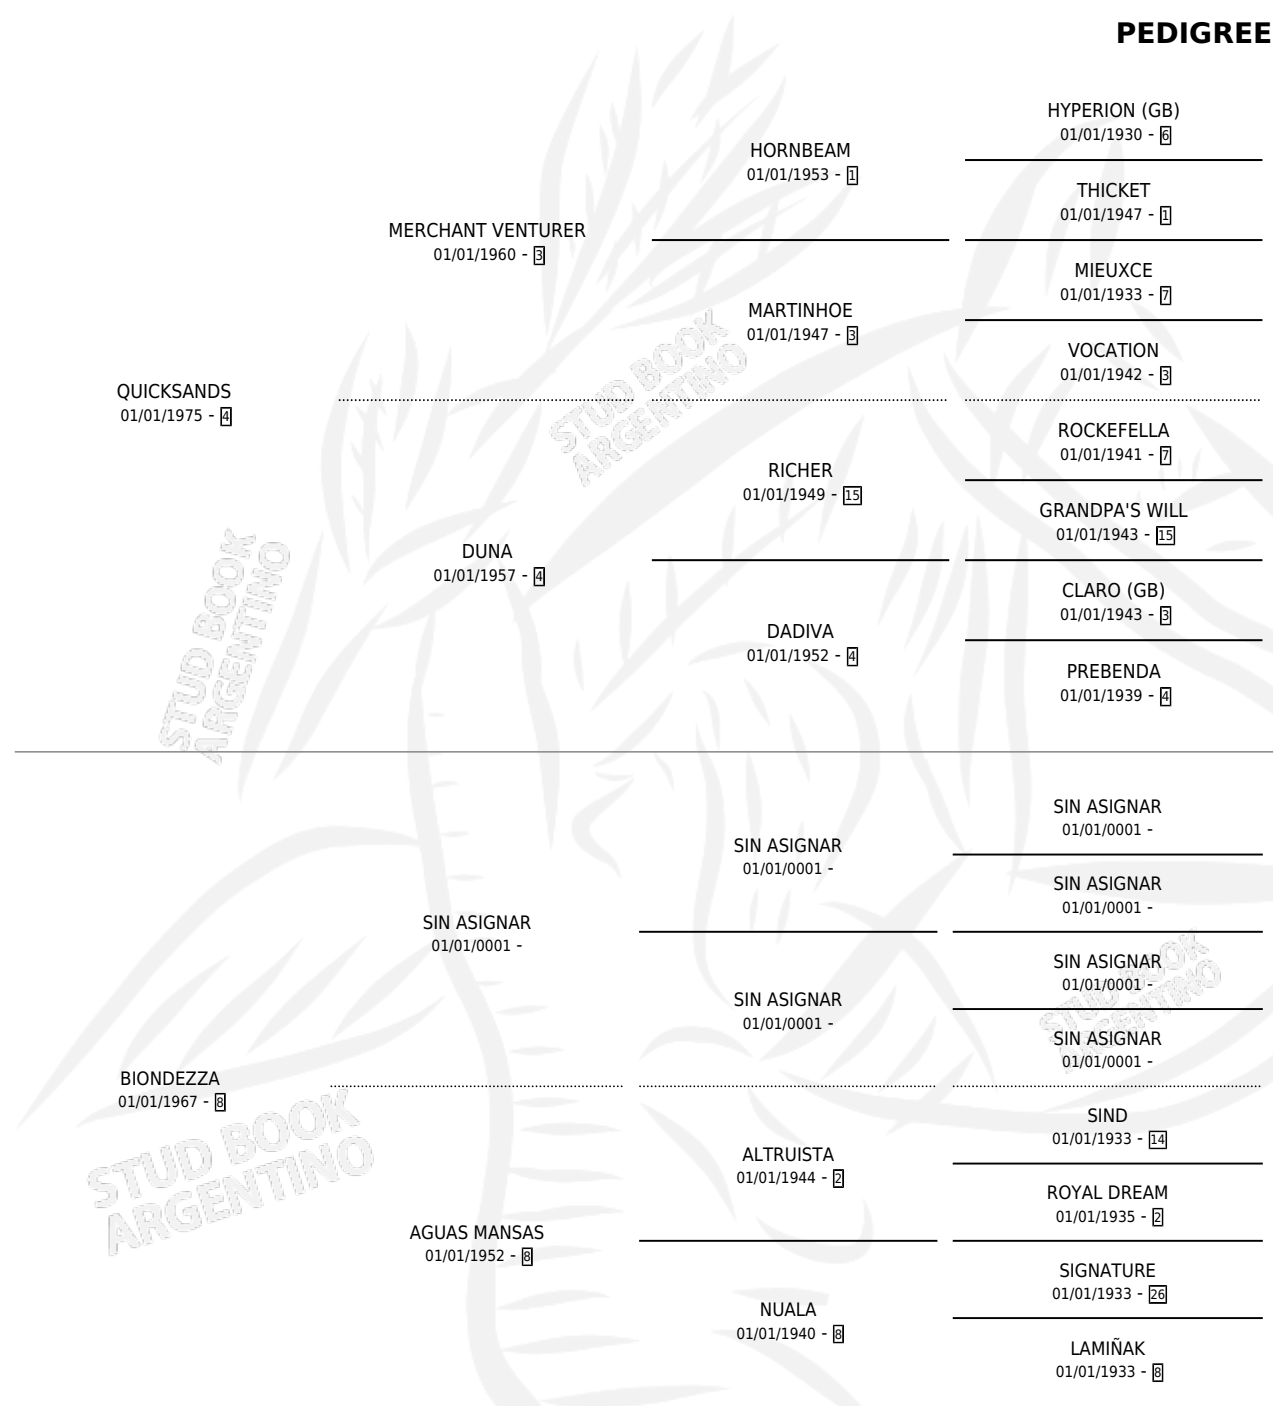 PEDIGREE
HYPERION (GB)
01/01/1930 - 6
HORNBEAM
01/01/1953 - 1
THICKET
01/01/1947 - 1
MERCHANT VENTURER
01/01/1960 - 3
MIEUXCE
01/01/1933 - 7
MARTINHOE
01/01/1947 - 3
VOCATION
01/01/1942 - 3
QUICKSANDS
01/01/1975 - 4
ROCKEFELLA
01/01/1941 - 7
RICHER
01/01/1949 - 15
GRANDPA'S WILL
01/01/1943 - 15
DUNA
01/01/1957 - 4
CLARO (GB)
01/01/1943 - 3
DADIVA
01/01/1952 - 4
PREBENDA
01/01/1939 - 4
SIN ASIGNAR
01/01/0001 -
SIN ASIGNAR
01/01/0001 -
SIN ASIGNAR
01/01/0001 -
SIN ASIGNAR
01/01/0001 -
SIN ASIGNAR
01/01/0001 -
SIN ASIGNAR
01/01/0001 -
SIN ASIGNAR
01/01/0001 -
BIONDEZZA
01/01/1967 - 8
SIND
01/01/1933 - 14
ALTRUISTA
01/01/1944 - 2
ROYAL DREAM
01/01/1935 - 2
AGUAS MANSAS
01/01/1952 - 8
SIGNATURE
01/01/1933 - 26
NUALA
01/01/1940 - 8
LAMIÑAK
01/01/1933 - 8
STUD BOOK
ARGENTINO
STUD BOOK
ARGENTINO
STUD BOOK
ARGENTINO
STUD BOOK
ARGENTINO